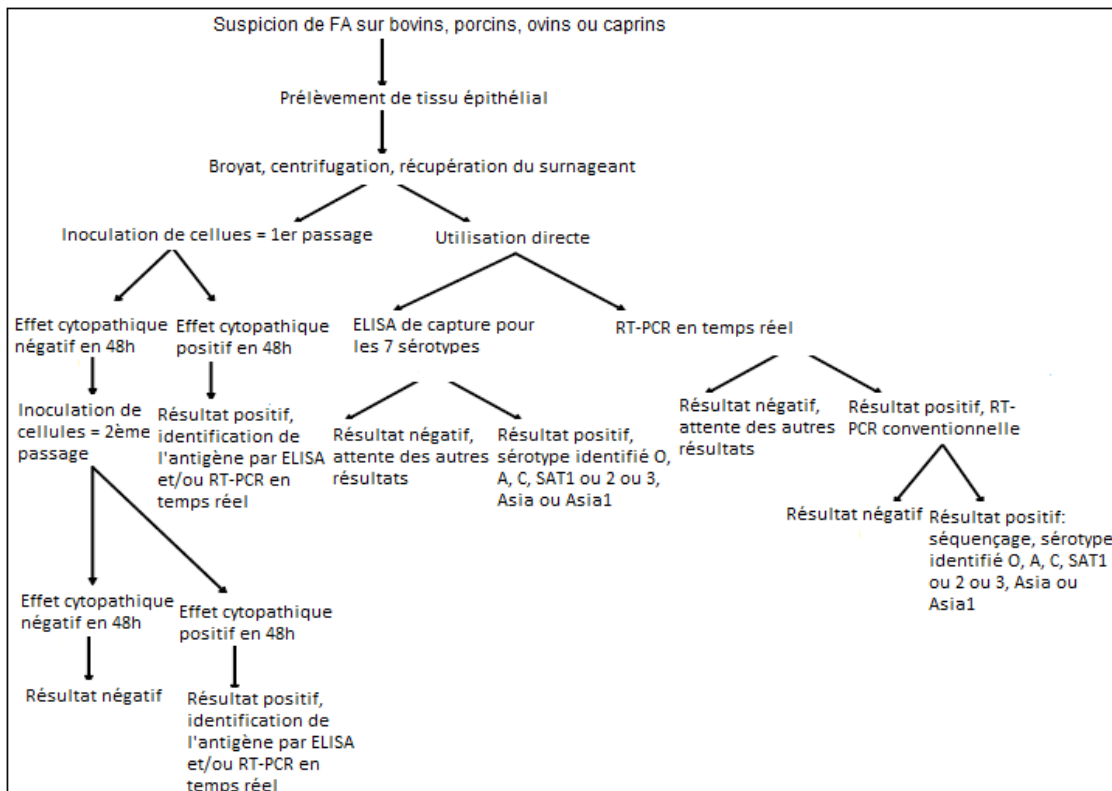 Suspicion de FA sur bovins, porcins, ovins ou caprins
Prélèvement de tissu épithélial
Broyat, centrifugation, récupération du surnageant
Inoculation de cellues = 1er passage
Utilisation directe
Effet cytopathique
négatif en 48h
Effet cytopathique
positif en 48h
ELISA de capture pour
les 7 sérotypes
RT-PCR en temps réel
Inoculation de
cellules = 2ème
passage
Résultat positif,
identification de
l'antigène par ELISA
et/ou RT-PCR en
temps réel
Résultat négatif,
attente des autres
résultats
Résultat positif,
sérotype identifié O,
A, C, SAT1 ou 2 ou 3,
Asia ou Asia1
Résultat négatif,
attente des autres
résultats
Résultat positif, RT-
PCR conventionnelle
Résultat négatif
Résultat positif:
séquençage, sérotype
identifié O, A, C, SAT1
ou 2 ou 3, Asia ou
Asia1
Effet cytopathique
négatif en 48h
Effet cytopathique
positif en 48h
Résultat négatif
Résultat positif,
identification de
l'antigène par ELISA
et/ou RT-PCR en
temps réel